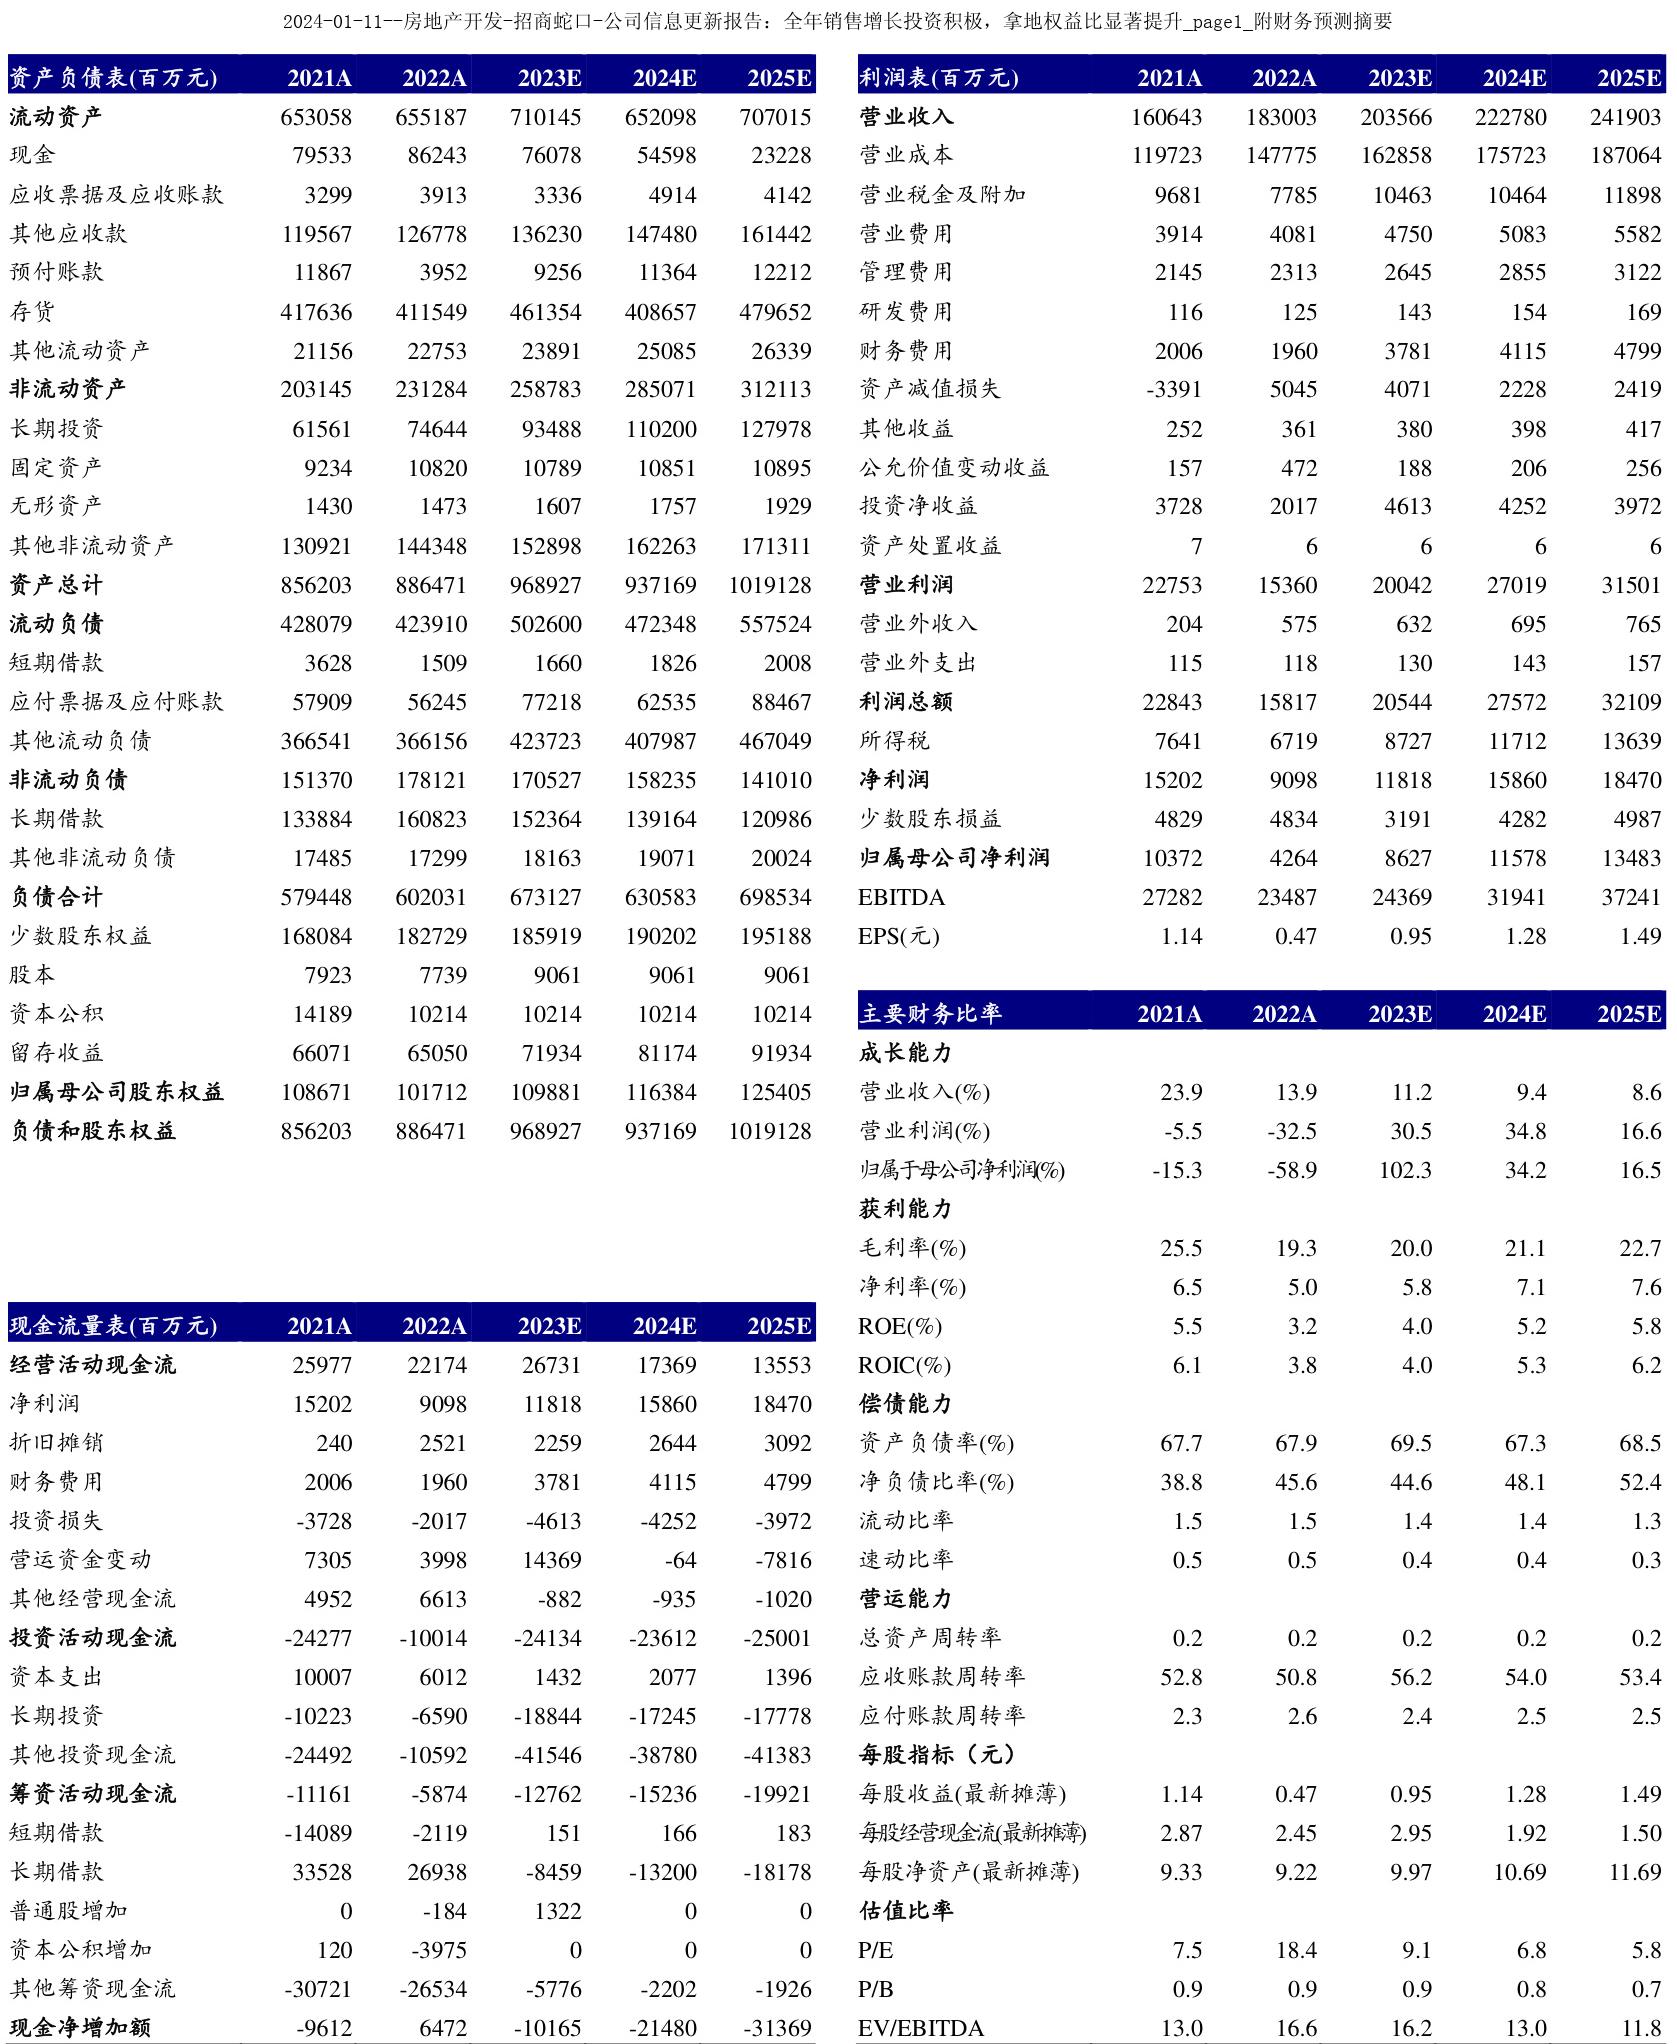 2024-01-11--房地产开发-招商蛇口-公司信息更新报告：全年销售增长投资积极，拿地权益比显著提升_page1_附财务预测摘要
资产负债表(百万元) 2021A 2022A 2023E 2024E 2025E
流动资产 653058 655187 710145 652098 707015
现金 79533 86243 76078 54598 23228
应收票据及应收账款 3299 3913 3336 4914 4142
其他应收款 119567 126778 136230 147480 161442
预付账款 11867 3952 9256 11364 12212
存货 417636 411549 461354 408657 479652
其他流动资产 21156 22753 23891 25085 26339
非流动资产 203145 231284 258783 285071 312113
长期投资 61561 74644 93488 110200 127978
固定资产 9234 10820 10789 10851 10895
无形资产 1430 1473 1607 1757 1929
其他非流动资产 130921 144348 152898 162263 171311
资产总计 856203 886471 968927 937169 1019128
流动负债 428079 423910 502600 472348 557524
短期借款 3628 1509 1660 1826 2008
应付票据及应付账款 57909 56245 77218 62535 88467
其他流动负债 366541 366156 423723 407987 467049
非流动负债 151370 178121 170527 158235 141010
长期借款 133884 160823 152364 139164 120986
其他非流动负债 17485 17299 18163 19071 20024
负债合计 579448 602031 673127 630583 698534
少数股东权益 168084 182729 185919 190202 195188
股本 7923 7739 9061 9061 9061
资本公积 14189 10214 10214 10214 10214
留存收益 66071 65050 71934 81174 91934
归属母公司股东权益 108671 101712 109881 116384 125405
负债和股东权益 856203 886471 968927 937169 1019128
现金流量表(百万元) 2021A 2022A 2023E 2024E 2025E
经营活动现金流 25977 22174 26731 17369 13553
净利润 15202 9098 11818 15860 18470
折旧摊销 240 2521 2259 2644 3092
财务费用 2006 1960 3781 4115 4799
投资损失 -3728 -2017 -4613 -4252 -3972
营运资金变动 7305 3998 14369 -64 -7816
其他经营现金流 4952 6613 -882 -935 -1020
投资活动现金流 -24277 -10014 -24134 -23612 -25001
资本支出 10007 6012 1432 2077 1396
长期投资 -10223 -6590 -18844 -17245 -17778
其他投资现金流 -24492 -10592 -41546 -38780 -41383
筹资活动现金流 -11161 -5874 -12762 -15236 -19921
短期借款 -14089 -2119 151 166 183
长期借款 33528 26938 -8459 -13200 -18178
普通股增加 0 -184 1322 0 0
资本公积增加 120 -3975 0 0 0
其他筹资现金流 -30721 -26534 -5776 -2202 -1926
现金净增加额 -9612 6472 -10165 -21480 -31369
利润表(百万元) 2021A 2022A 2023E 2024E 2025E
营业收入 160643 183003 203566 222780 241903
营业成本 119723 147775 162858 175723 187064
营业税金及附加 9681 7785 10463 10464 11898
营业费用 3914 4081 4750 5083 5582
管理费用 2145 2313 2645 2855 3122
研发费用 116 125 143 154 169
财务费用 2006 1960 3781 4115 4799
资产减值损失 -3391 5045 4071 2228 2419
其他收益 252 361 380 398 417
公允价值变动收益 157 472 188 206 256
投资净收益 3728 2017 4613 4252 3972
资产处置收益 7 6 6 6 6
营业利润 22753 15360 20042 27019 31501
营业外收入 204 575 632 695 765
营业外支出 115 118 130 143 157
利润总额 22843 15817 20544 27572 32109
所得税 7641 6719 8727 11712 13639
净利润 15202 9098 11818 15860 18470
少数股东损益 4829 4834 3191 4282 4987
归属母公司净利润 10372 4264 8627 11578 13483
EBITDA 27282 23487 24369 31941 37241
EPS(元) 1.14 0.47 0.95 1.28 1.49
主要财务比率 2021A 2022A 2023E 2024E 2025E
成长能力
营业收入(%) 23.9 13.9 11.2 9.4 8.6
营业利润(%) -5.5 -32.5 30.5 34.8 16.6
归属于母公司净利润(%) -15.3 -58.9 102.3 34.2 16.5
获利能力
毛利率(%) 25.5 19.3 20.0 21.1 22.7
净利率(%) 6.5 5.0 5.8 7.1 7.6
ROE(%) 5.5 3.2 4.0 5.2 5.8
ROIC(%) 6.1 3.8 4.0 5.3 6.2
偿债能力
资产负债率(%) 67.7 67.9 69.5 67.3 68.5
净负债比率(%) 38.8 45.6 44.6 48.1 52.4
流动比率 1.5 1.5 1.4 1.4 1.3
速动比率 0.5 0.5 0.4 0.4 0.3
营运能力
总资产周转率 0.2 0.2 0.2 0.2 0.2
应收账款周转率 52.8 50.8 56.2 54.0 53.4
应付账款周转率 2.3 2.6 2.4 2.5 2.5
每股指标（元）
每股收益(最新摊薄) 1.14 0.47 0.95 1.28 1.49
每股经营现金流(最新摊薄) 2.87 2.45 2.95 1.92 1.50
每股净资产(最新摊薄) 9.33 9.22 9.97 10.69 11.69
估值比率
P/E 7.5 18.4 9.1 6.8 5.8
P/B 0.9 0.9 0.9 0.8 0.7
EV/EBITDA 13.0 16.6 16.2 13.0 11.8